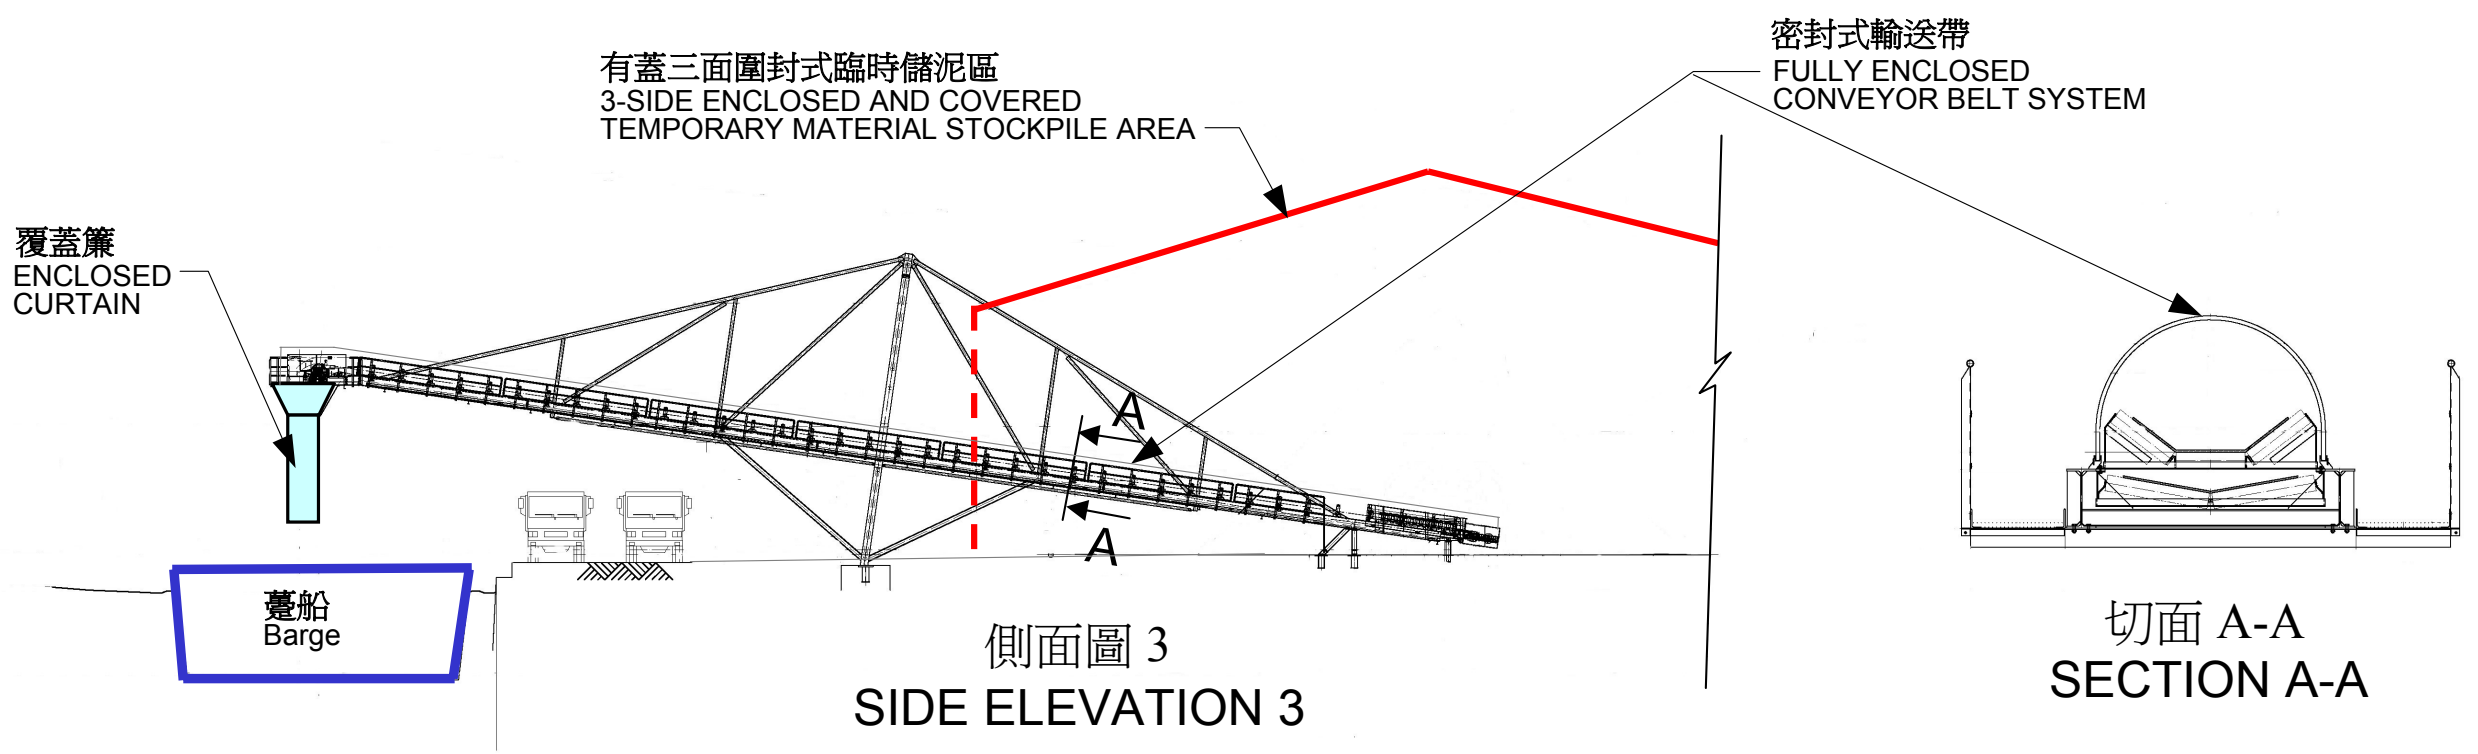 密封式輸送帶
FULLY ENCLOSED
CONVEYOR BELT SYSTEM
有蓋三面圍封式臨時儲泥區
3-SIDE ENCLOSED AND COVERED
TEMPORARY MATERIAL STOCKPILE AREA
覆蓋簾
ENCLOSED
CURTAIN
A
A
躉船
Barge
側面圖 3
SIDE ELEVATION 3
切面 A-A
SECTION A-A